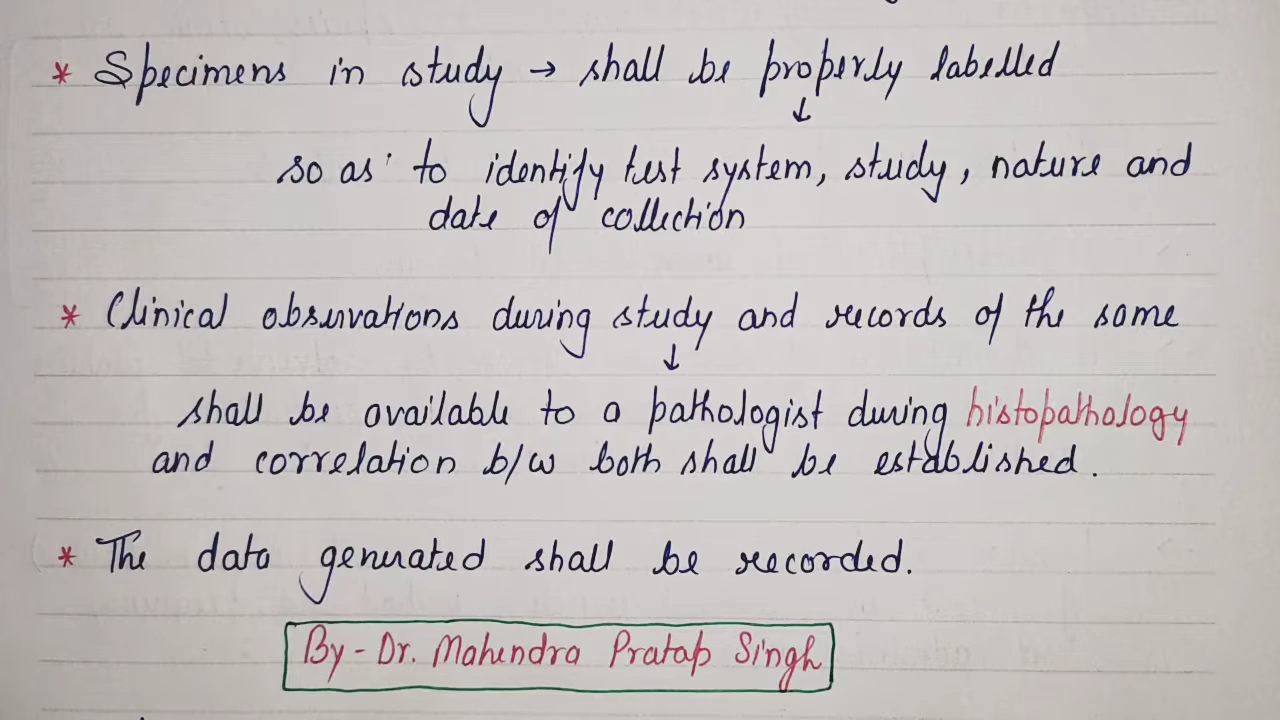 * Specimens in study → shall be properly labelled
↓
so as to identify test system, study, nature and
date of collection
* Clinical observations during study and records of the same
↓
shall be available to a pathologist during histopathology
and correlation b/w both shall be established.
* The data generated shall be recorded.
By - Dr. Mahendra Pratap Singh